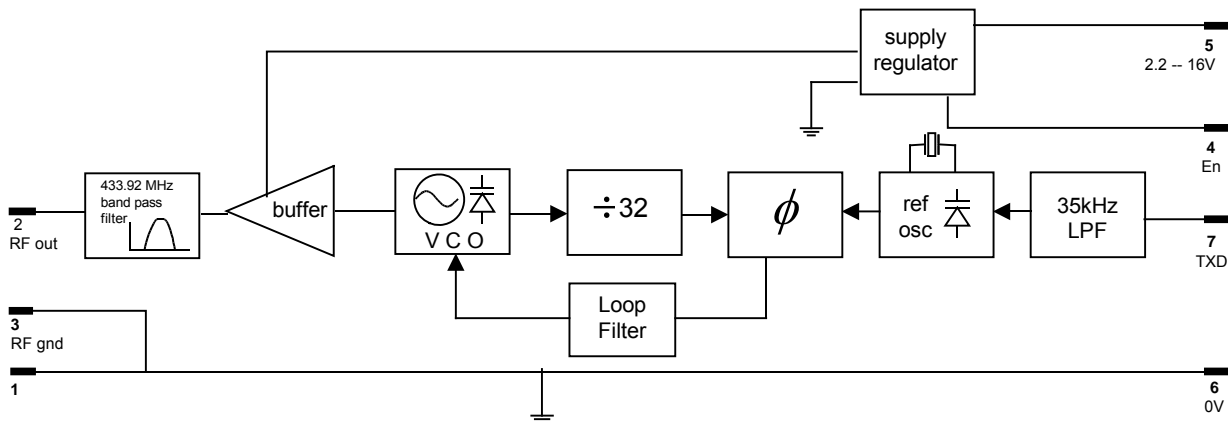 supply
regulator
5
2.2 -- 16V
4
En
433.92 MHz
band pass
filter
buffer
V C O
÷32
ϕ
ref
osc
35kHz
LPF
2
RF out
7
TXD
Loop
Filter
3
RF gnd
1
6
0V